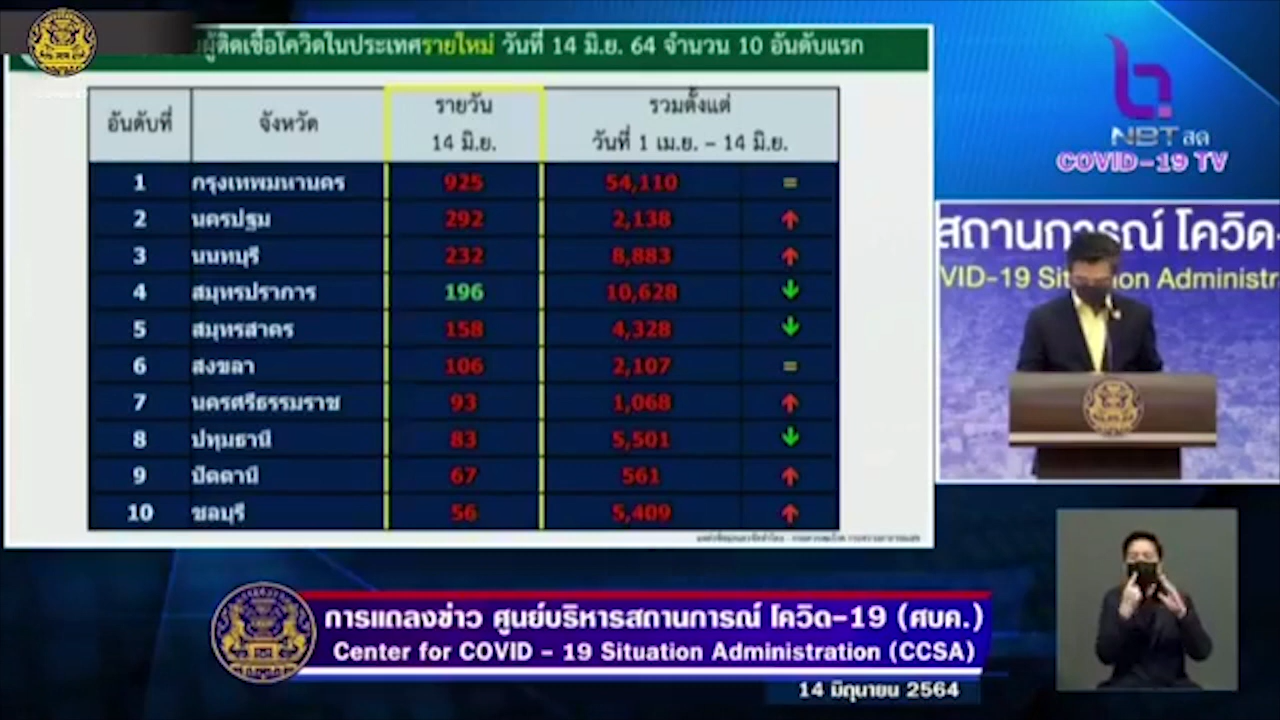 ผู้ติดเชื้อโควิดในประเทศรายใหม่ วันที่ 14 มิ.ย. 64 จำนวน 10 อันดับแรก
อันดับที่ จังหวัด รายวัน 14 มิ.ย. รวมตั้งแต่ วันที่ 1 เม.ย. – 14 มิ.ย.
1 กรุงเทพมหานคร 925 54,110 =
2 นครปฐม 292 2,138 ↑
3 นนทบุรี 232 8,883 ↑
4 สมุทรปราการ 196 10,628 ↓
5 สมุทรสาคร 158 4,328 ↓
6 สงขลา 106 2,107 =
7 นครศรีธรรมราช 93 1,068 ↑
8 ปทุมธานี 83 5,501 ↓
9 ปัตตานี 67 561 ↑
10 ชลบุรี 56 5,409 ↑
NBT สด
COVID-19 TV
สถานการณ์ โควิด-
VID-19 Situation Administr
การแถลงข่าว ศูนย์บริหารสถานการณ์ โควิด-19 (ศบค.)
Center for COVID - 19 Situation Administration (CCSA)
14 มิถุนายน 2564